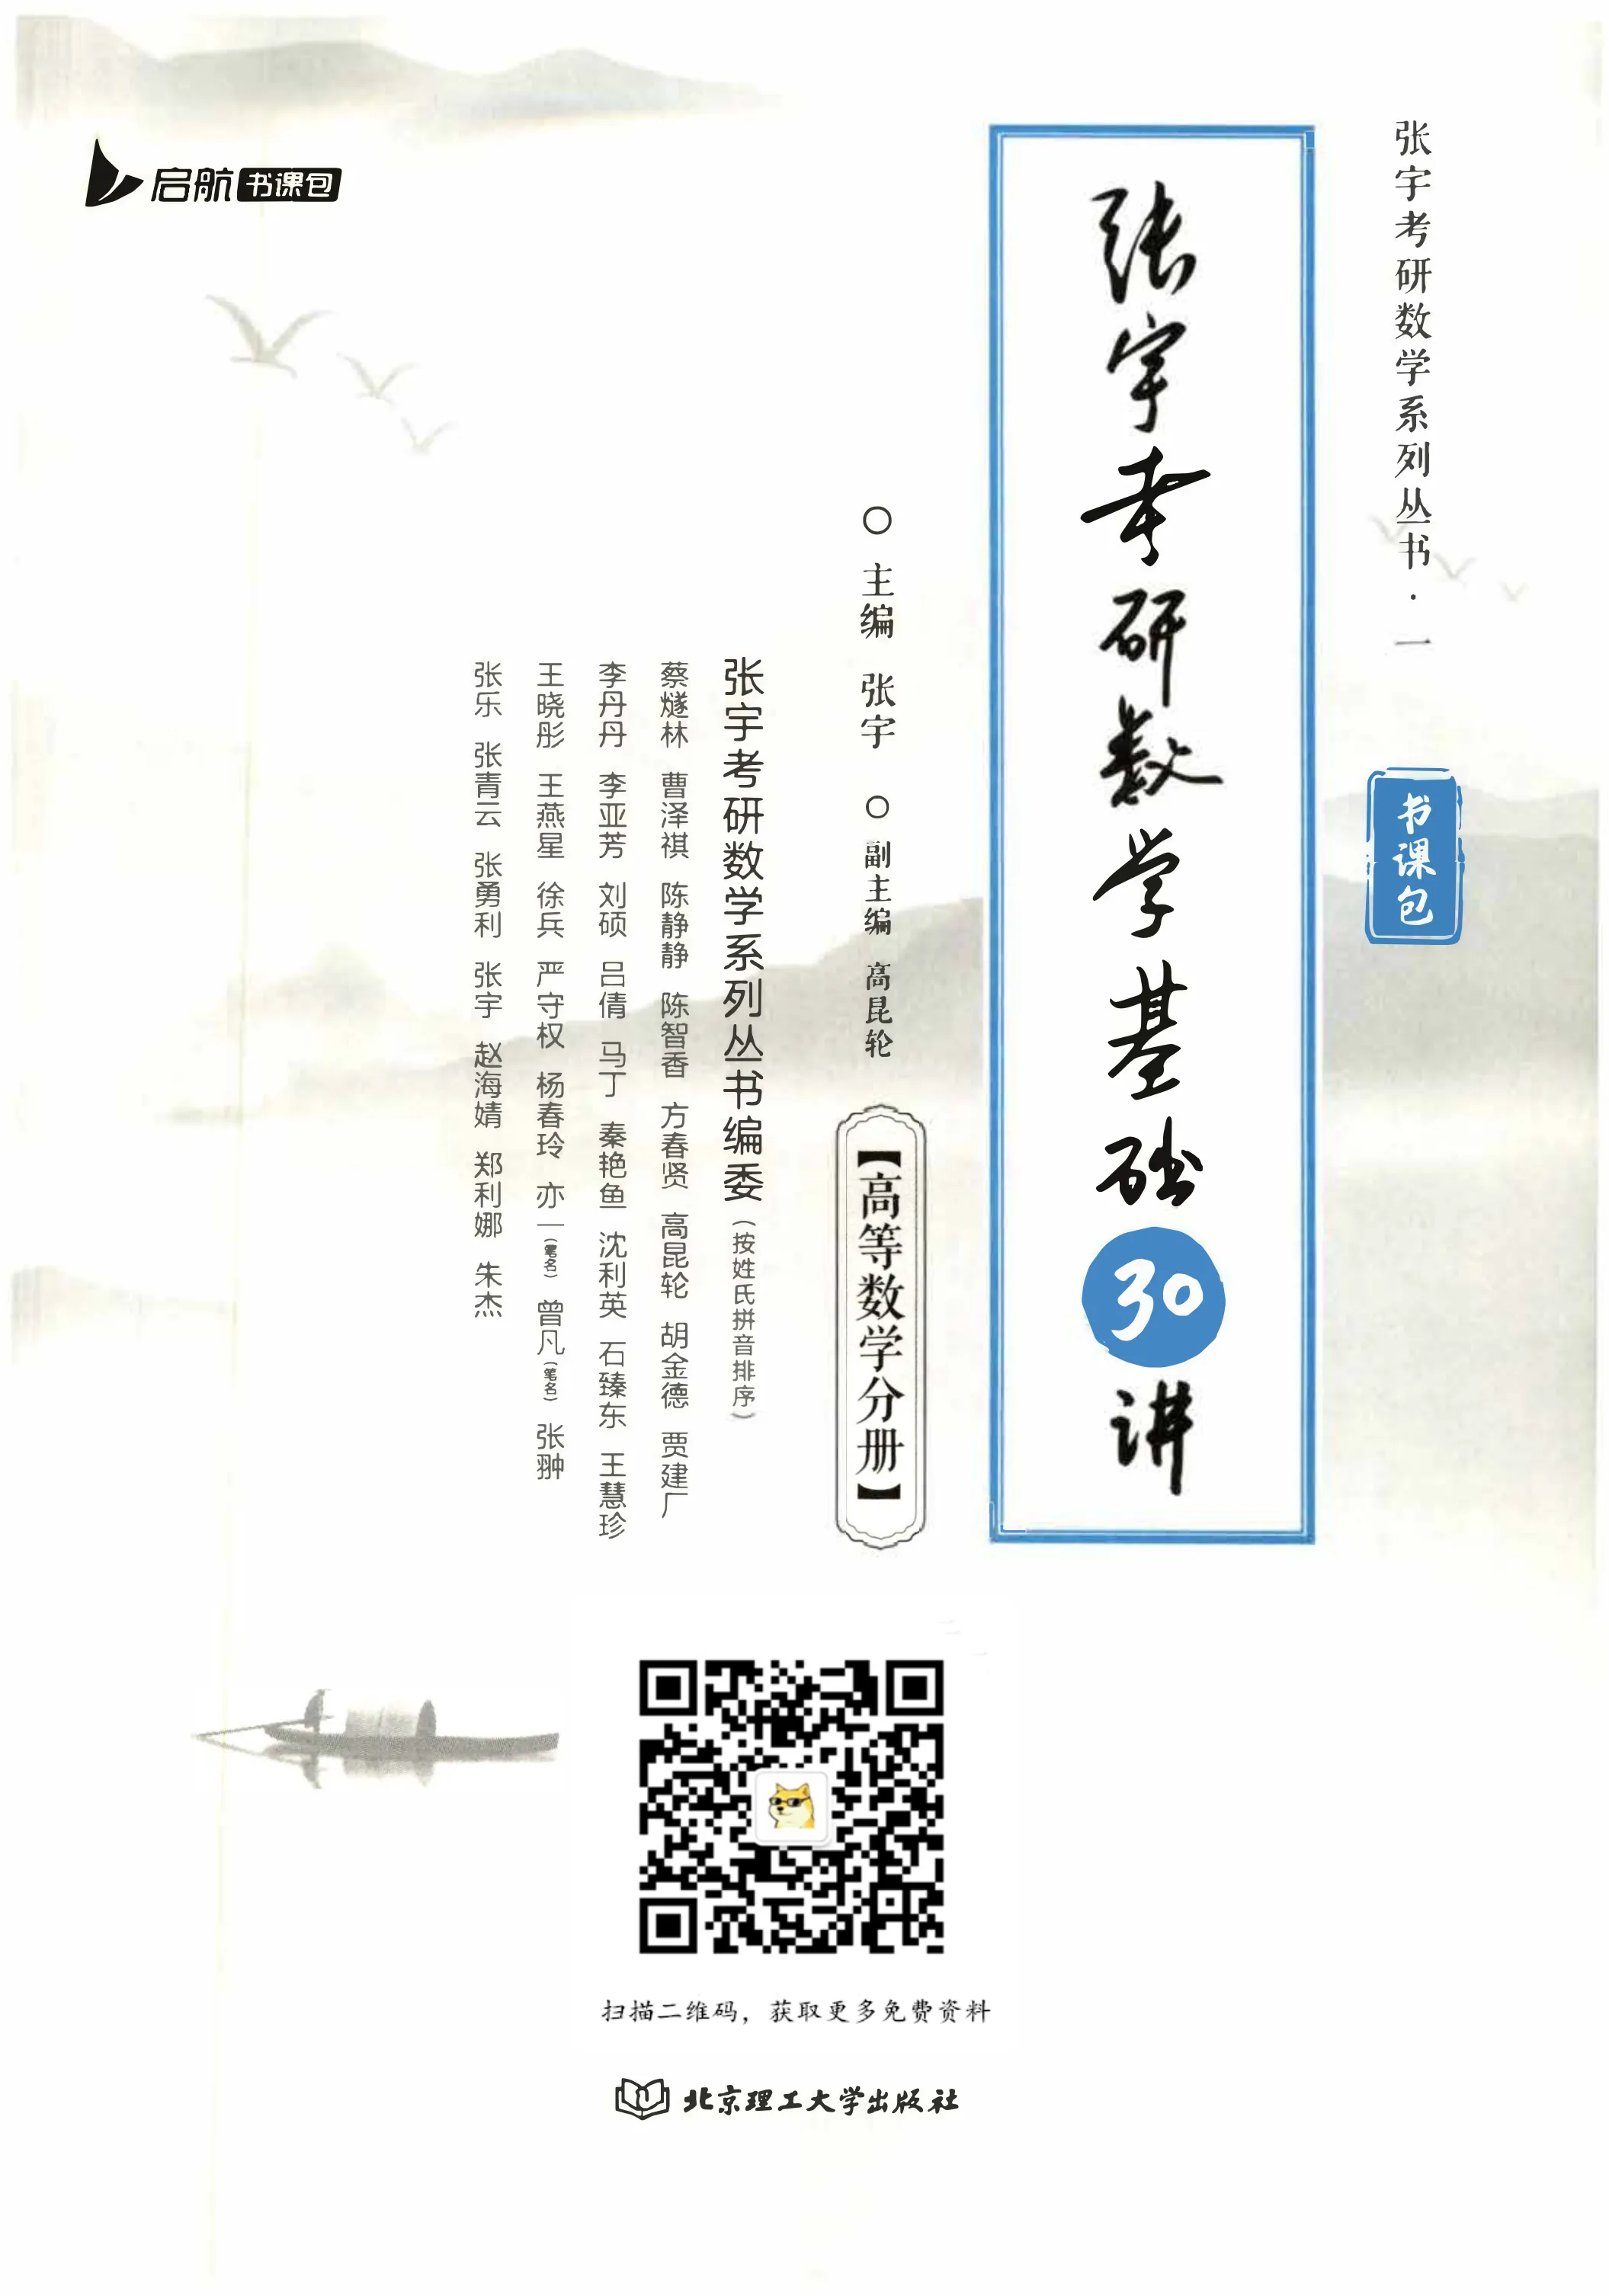 启航书课包
张宇考研数学系列丛书·一
书课包
张宇考研数学基础30讲
○ 主编 张宇 ○ 副主编 高昆轮
【高等数学分册】
张宇考研数学系列丛书编委(按姓氏拼音排序)
蔡燧林 曹泽祺 陈静静 陈智香 方春贤 高昆轮 胡金德 贾建厂
李丹丹 李亚芳 刘硕 吕倩 马丁 秦艳鱼 沈利英 石臻东 王慧珍
王晓彤 王燕星 徐兵 严守权 杨春玲 亦一(笔名) 曾凡(笔名) 张翀
张乐 张青云 张勇利 张宇 赵海婧 郑利娜 朱杰
扫描二维码，获取更多免费资料
北京理工大学出版社